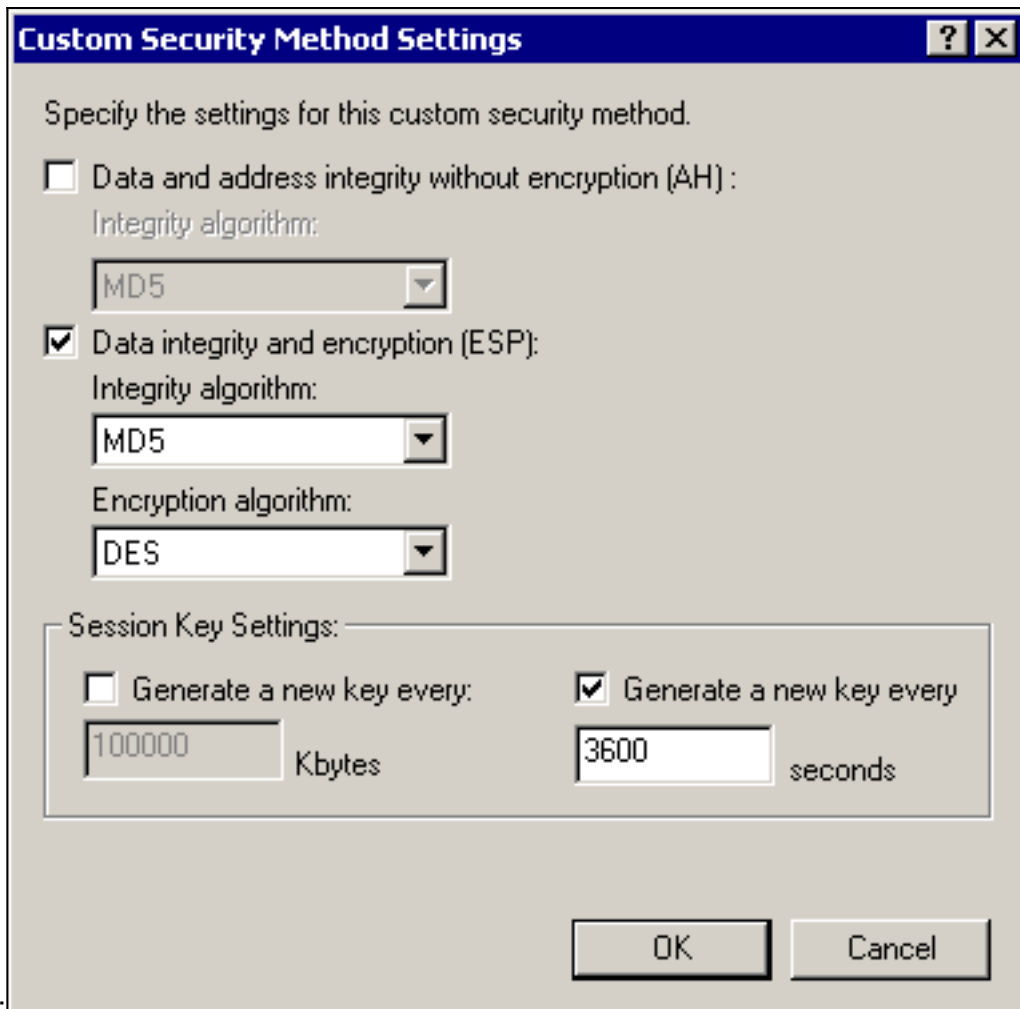 Custom Security Method Settings
Specify the settings for this custom security method.
Data and address integrity without encryption (AH) :
Integrity algorithm:
MD5
Data integrity and encryption (ESP):
Integrity algorithm:
MD5
Encryption algorithm:
DES
Session Key Settings:
Generate a new key every: Generate a new key every
100000 Kbytes 3600 seconds
OK Cancel